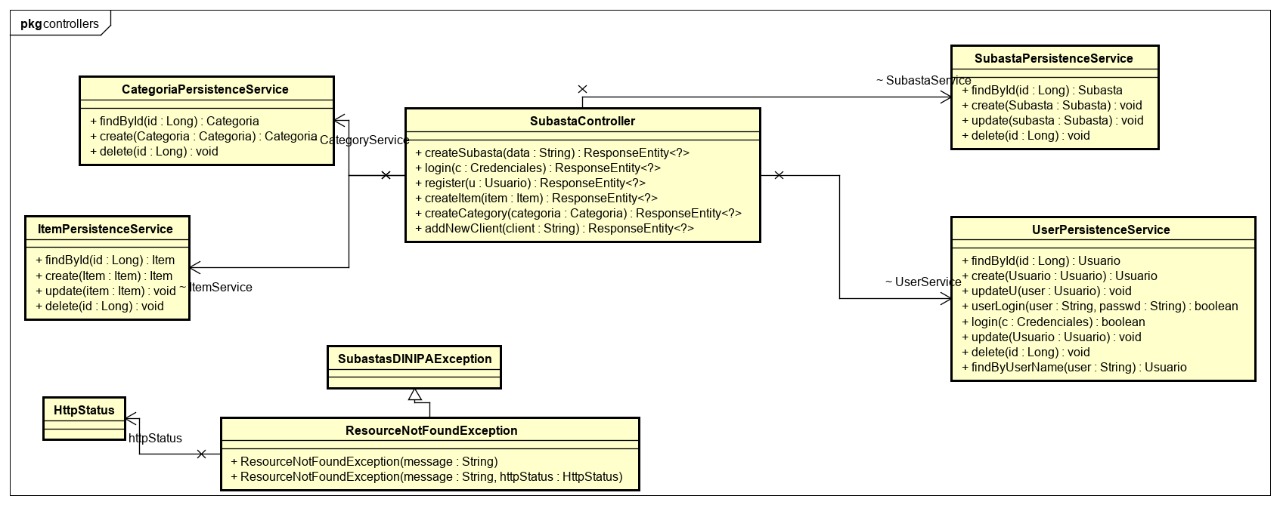 pkg controllers
CategoriaPersistenceService
+ findById(id : Long) : Categoria
+ create(Categoria : Categoria) : Categoria
+ delete(id : Long) : void
CategoryService
SubastaController
+ createSubasta(data : String) : ResponseEntity<?>
+ login(c : Credenciales) : ResponseEntity<?>
+ register(u : Usuario) : ResponseEntity<?>
+ createItem(item : Item) : ResponseEntity<?>
+ createCategory(categoria : Categoria) : ResponseEntity<?>
+ addNewClient(client : String) : ResponseEntity<?>
~ SubastaService
SubastaPersistenceService
+ findById(id : Long) : Subasta
+ create(Subasta : Subasta) : void
+ update(subasta : Subasta) : void
+ delete(id : Long) : void
ItemPersistenceService
+ findById(id : Long) : Item
+ create(Item : Item) : Item
+ update(item : Item) : void
+ delete(id : Long) : void
~ ItemService
~ UserService
UserPersistenceService
+ findById(id : Long) : Usuario
+ create(Usuario : Usuario) : Usuario
+ updateU(user : Usuario) : void
+ userLogin(user : String, passwd : String) : boolean
+ login(c : Credenciales) : boolean
+ update(Usuario : Usuario) : void
+ delete(id : Long) : void
+ findByUserName(user : String) : Usuario
SubastasDINIPAException
HttpStatus
httpStatus
ResourceNotFoundException
+ ResourceNotFoundException(message : String)
+ ResourceNotFoundException(message : String, httpStatus : HttpStatus)